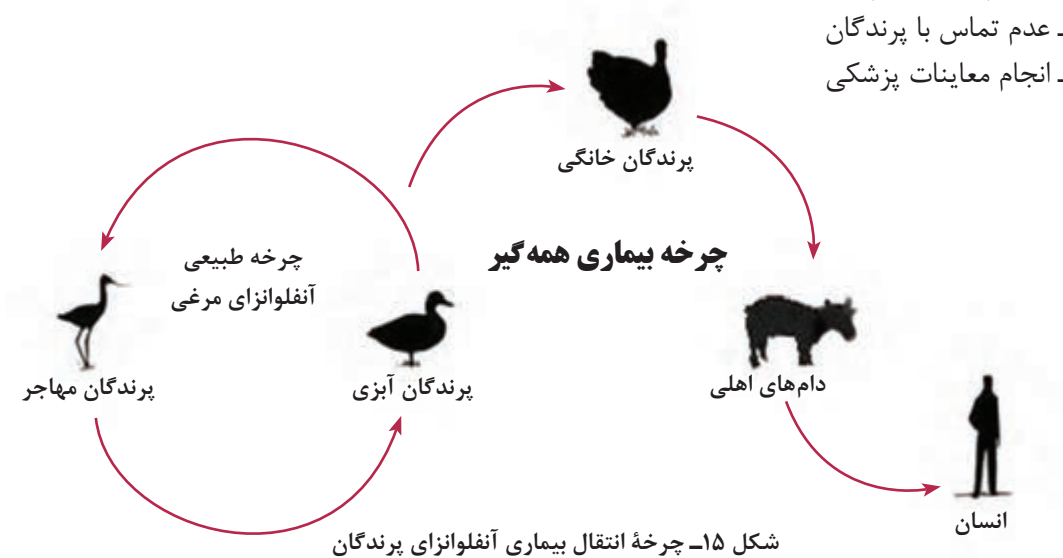 ـ عدم تماس با پرندگان
ـ انجام معاینات پزشکی
پرندگان خانگی
چرخه بیماری همه‌گیر
چرخه طبیعی
آنفلوانزای مرغی
پرندگان مهاجر
پرندگان آبزی
دام‌های اهلی
انسان
شکل ۱۵ـ چرخۀ انتقال بیماری آنفلوانزای پرندگان